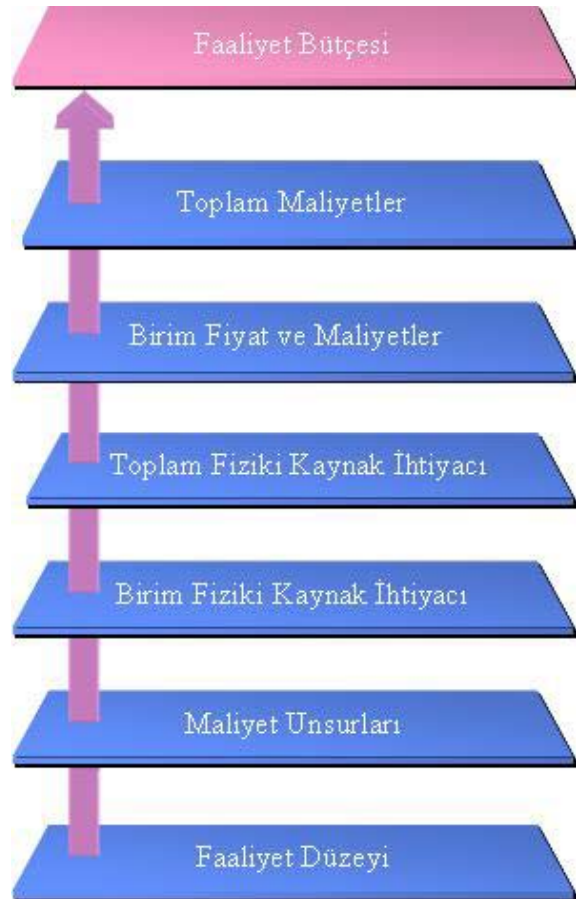 Faaliyet Bütçesi
Toplam Maliyetler
Birim Fiyat ve Maliyetler
Toplam Fiziki Kaynak İhtiyacı
Birim Fiziki Kaynak İhtiyacı
Maliyet Unsurları
Faaliyet Düzeyi